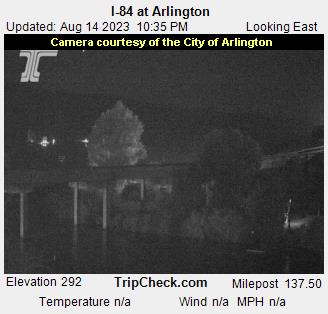 I-84 at Arlington
Updated: Aug 14 2023 10:35 PM Looking East
Camera courtesy of the City of Arlington
Elevation 292 TripCheck.com Milepost 137.50
Temperature n/a Wind n/a MPH n/a